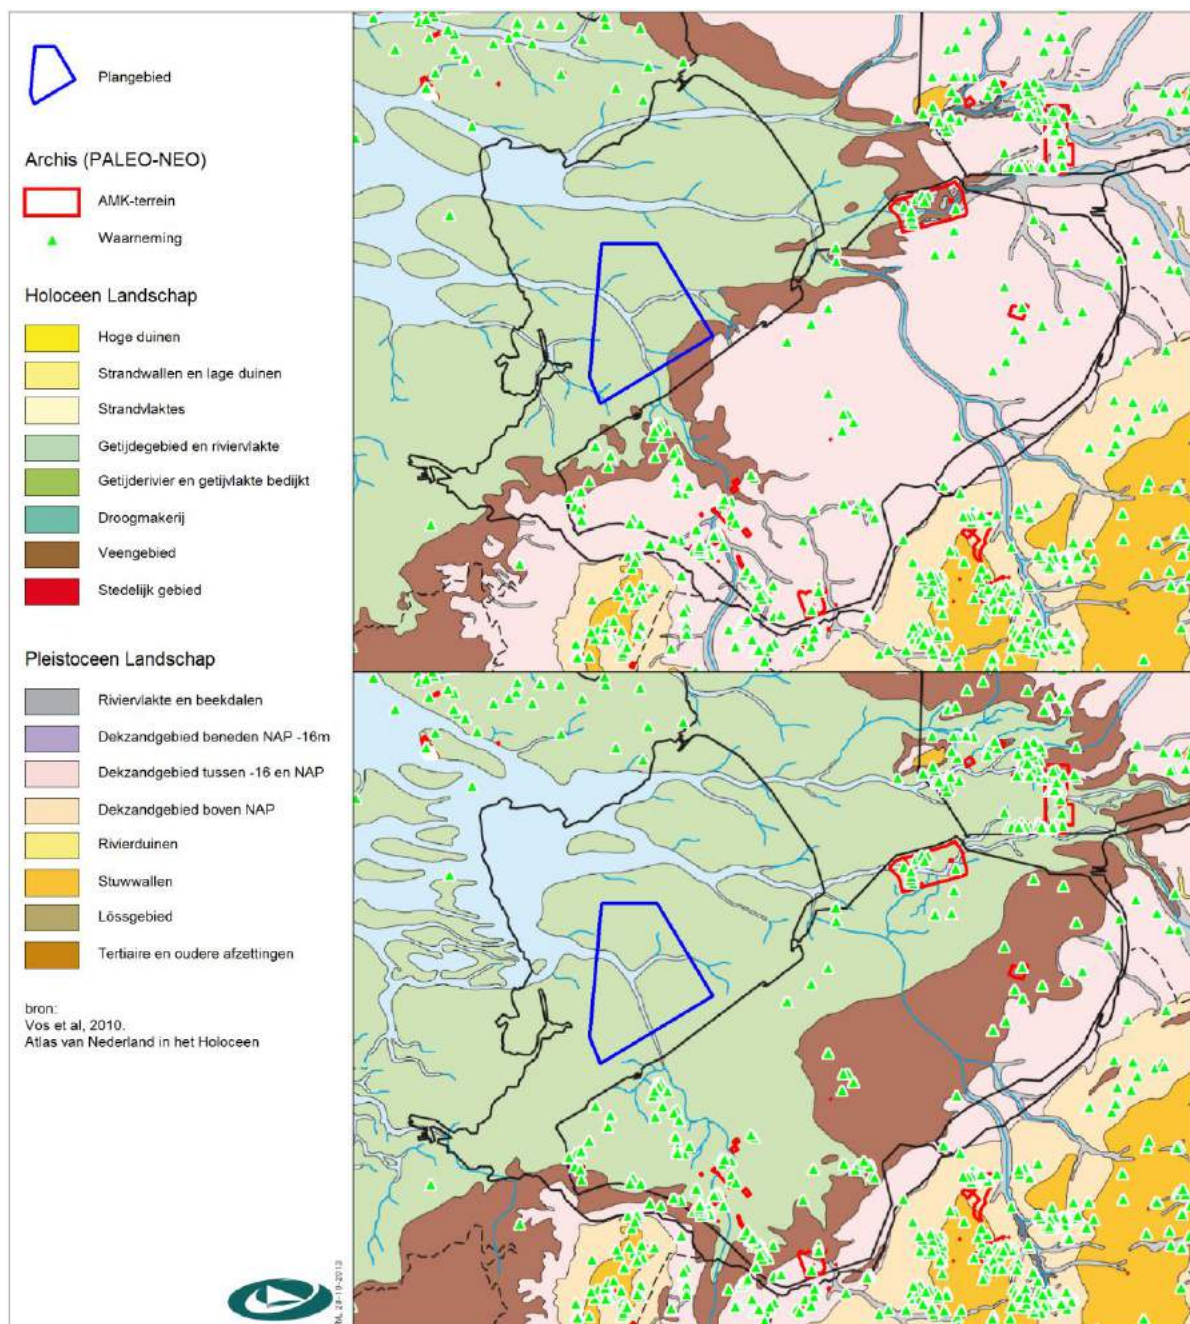 Plangebied
Archis (PALEO-NEO)
AMK-terrein
Waarneming
Holoceen Landschap
Hoge duinen
Strandwallen en lage duinen
Strandvlaktes
Getijdegebied en riviervlakte
Getijderivier en getijvlakte bedijkt
Droogmakerij
Veengebied
Stedelijk gebied
Pleistoceen Landschap
Riviervlakte en beekdalen
Dekzandgebied beneden NAP -16m
Dekzandgebied tussen -16 en NAP
Dekzandgebied boven NAP
Rivierduinen
Stuwwallen
Lössgebied
Tertiaire en oudere afzettingen
bron:
Vos et al, 2010.
Atlas van Nederland in het Holoceen